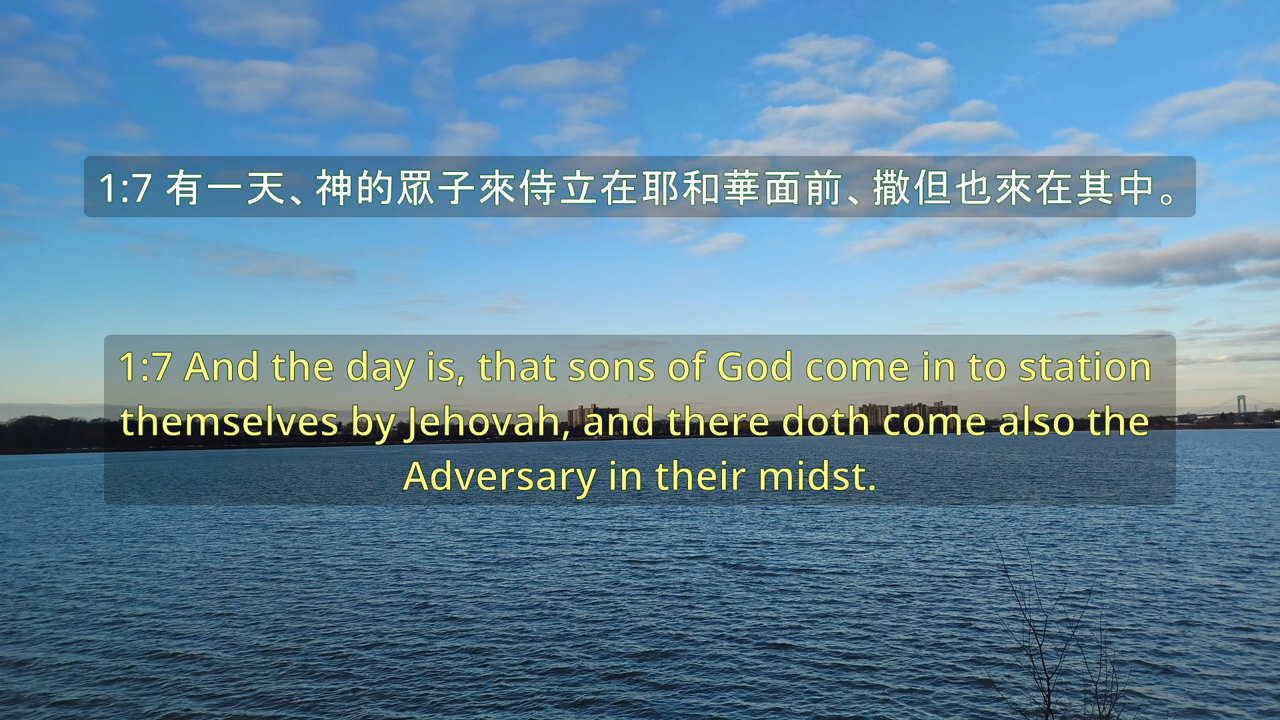 1:7 有一天、神的眾子來侍立在耶和華面前、撒但也來在其中。
1:7 And the day is, that sons of God come in to station
themselves by Jehovah, and there doth come also the
Adversary in their midst.